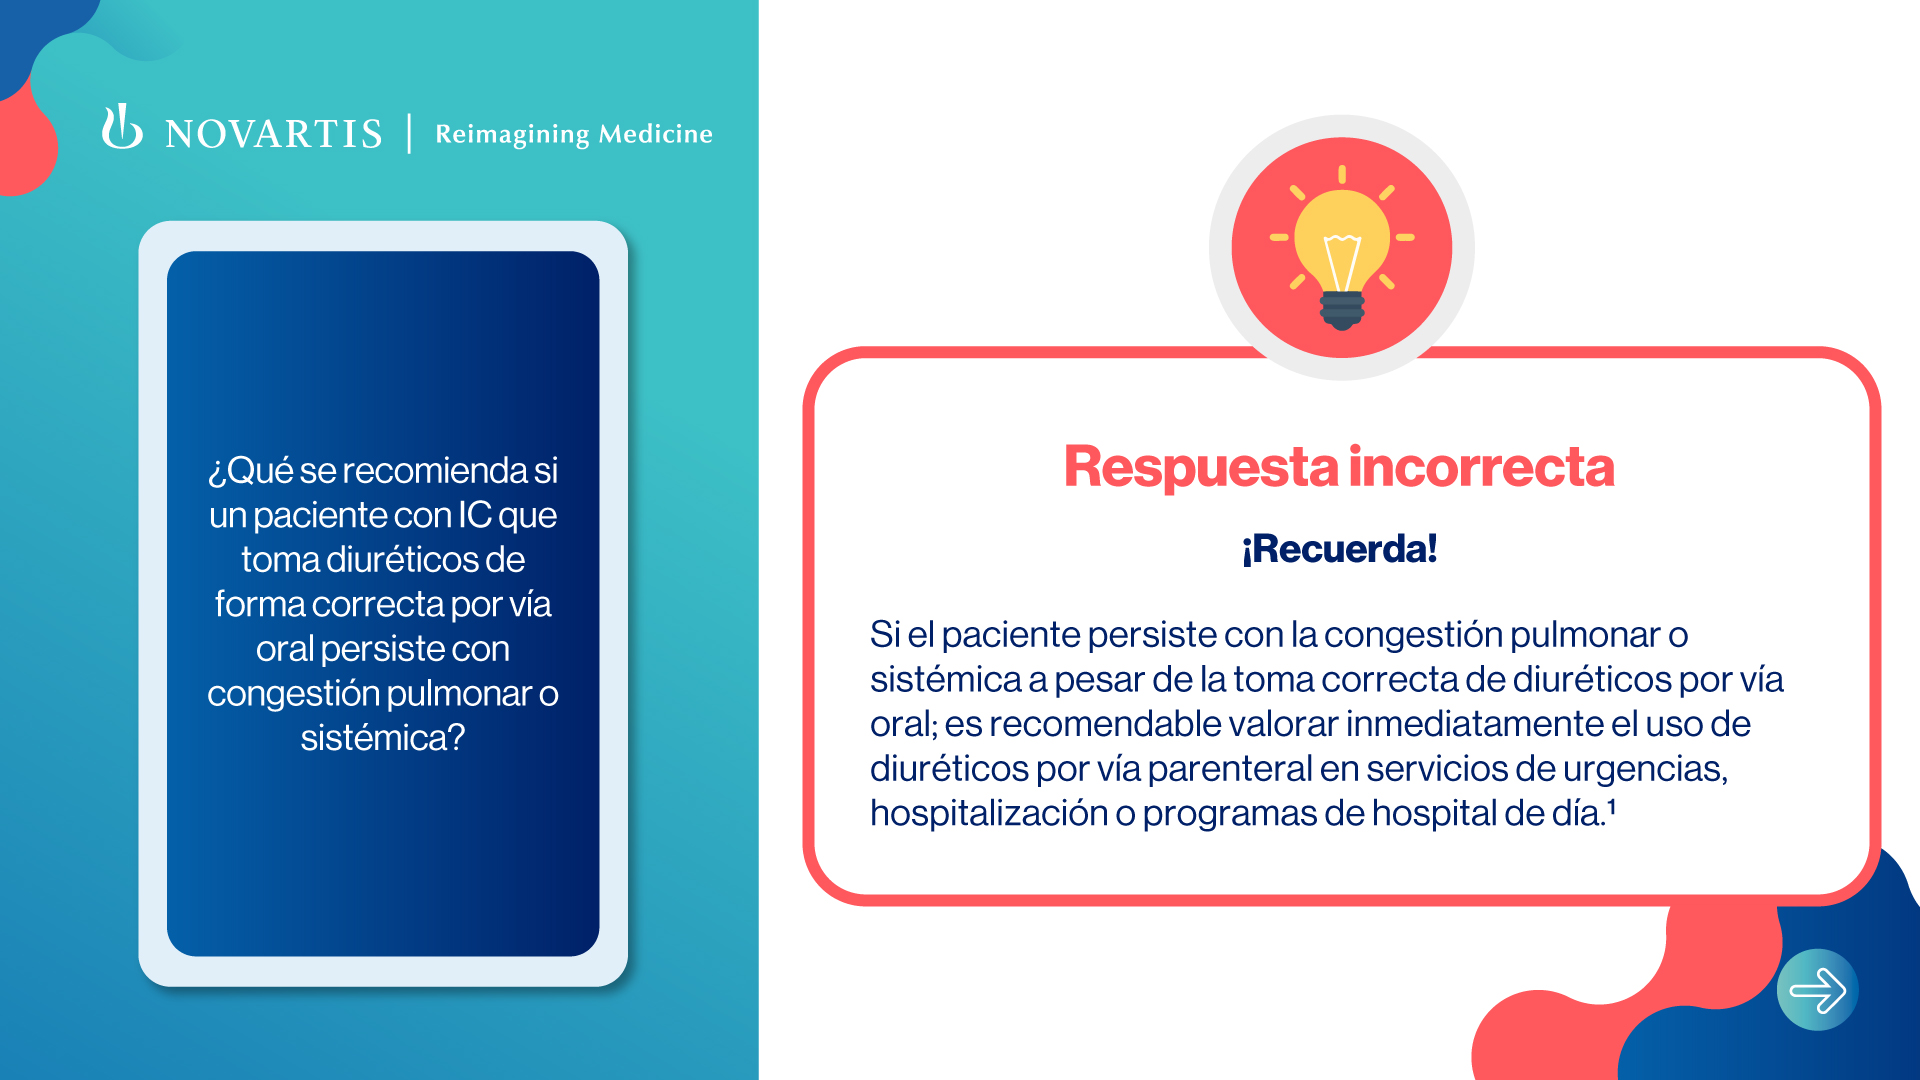 NOVARTIS | Reimagining Medicine
¿Qué se recomienda si
un paciente con IC que
toma diuréticos de
forma correcta por vía
oral persiste con
congestión pulmonar o
sistémica?
Respuesta incorrecta
¡Recuerda!
Si el paciente persiste con la congestión pulmonar o
sistémica a pesar de la toma correcta de diuréticos por vía
oral; es recomendable valorar inmediatamente el uso de
diuréticos por vía parenteral en servicios de urgencias,
hospitalización o programas de hospital de día.¹